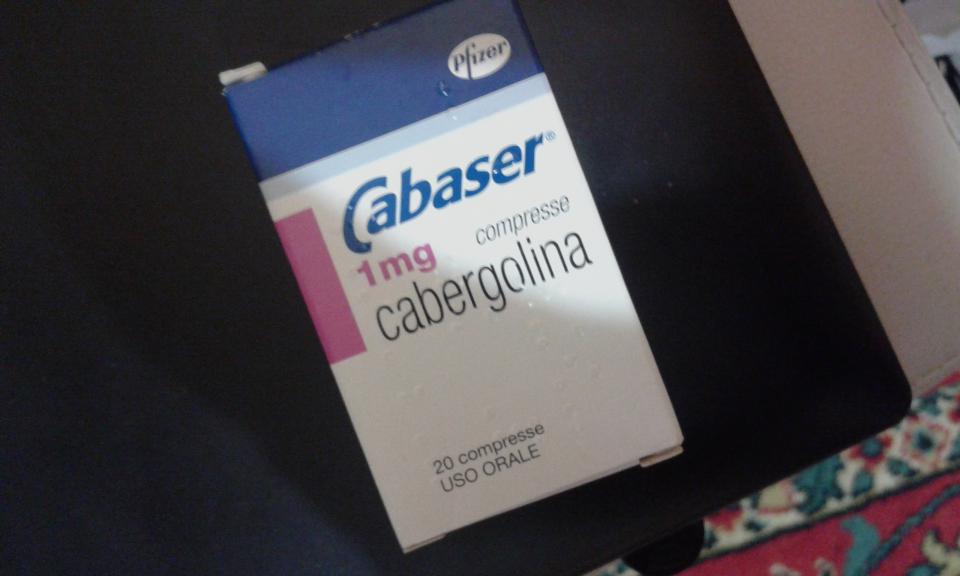 Pfizer
Cabaser®
compresse
1mg
cabergolina
20 compresse
USO ORALE